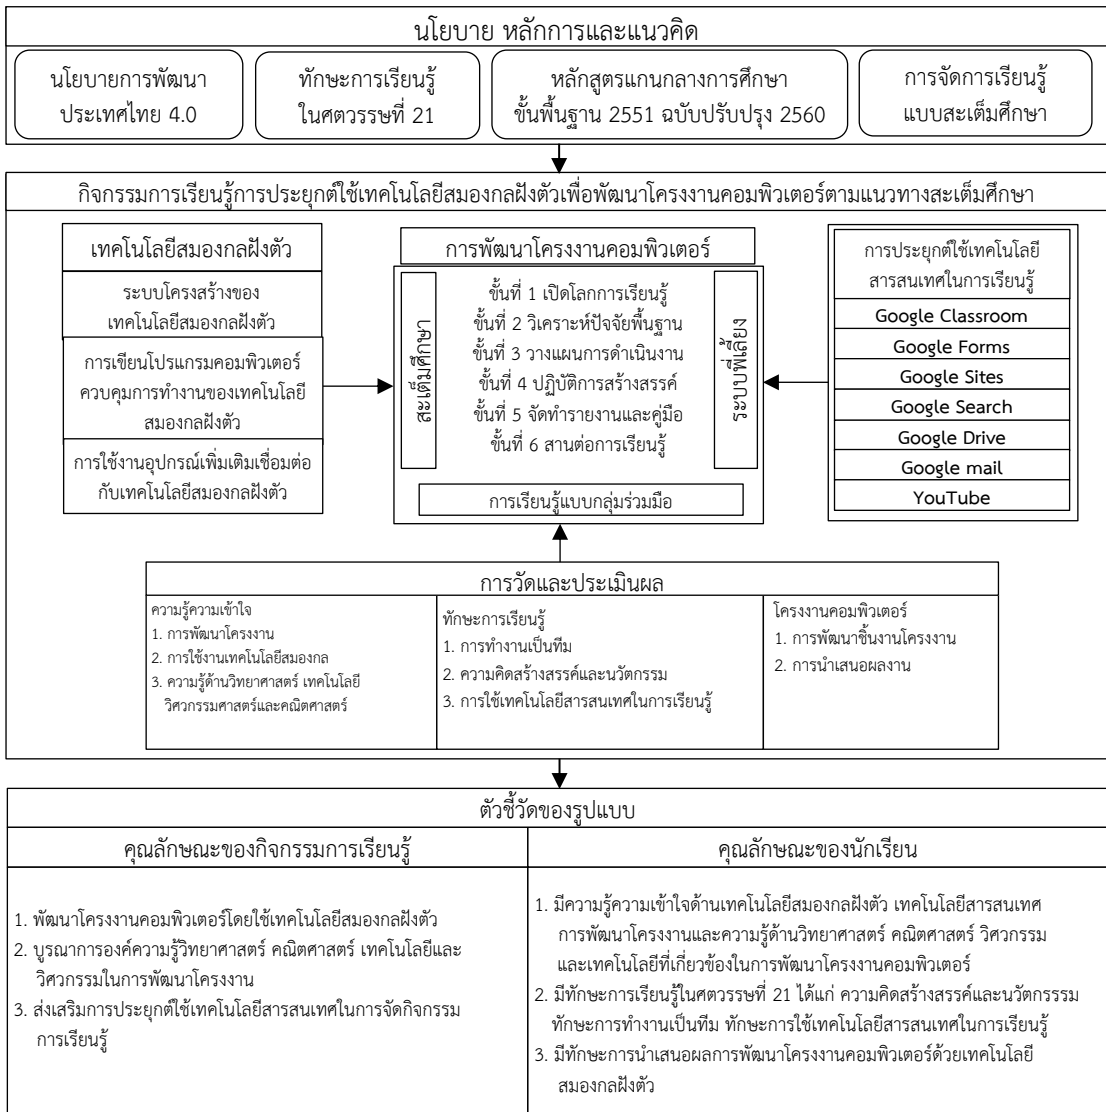 นโยบาย หลักการและแนวคิด
นโยบายการพัฒนา
ประเทศไทย 4.0
ทักษะการเรียนรู้
ในศตวรรษที่ 21
หลักสูตรแกนกลางการศึกษา
ขั้นพื้นฐาน 2551 ฉบับปรับปรุง 2560
การจัดการเรียนรู้
แบบสะเต็มศึกษา
กิจกรรมการเรียนรู้การประยุกต์ใช้เทคโนโลยีสมองกลฝังตัวเพื่อพัฒนาโครงงานคอมพิวเตอร์ตามแนวทางสะเต็มศึกษา
เทคโนโลยีสมองกลฝังตัว
ระบบโครงสร้างของ
เทคโนโลยีสมองกลฝังตัว
การเขียนโปรแกรมคอมพิวเตอร์
ควบคุมการทำงานของเทคโนโลยี
สมองกลฝังตัว
การใช้งานอุปกรณ์เพิ่มเติมเชื่อมต่อ
กับเทคโนโลยีสมองกลฝังตัว
การพัฒนาโครงงานคอมพิวเตอร์
สะเต็มศึกษา
ขั้นที่ 1 เปิดโลกการเรียนรู้
ขั้นที่ 2 วิเคราะห์ปัจจัยพื้นฐาน
ขั้นที่ 3 วางแผนการดำเนินงาน
ขั้นที่ 4 ปฏิบัติการสร้างสรรค์
ขั้นที่ 5 จัดทำรายงานและคู่มือ
ขั้นที่ 6 สานต่อการเรียนรู้
ระบบพี่เลี้ยง
การเรียนรู้แบบกลุ่มร่วมมือ
การประยุกต์ใช้เทคโนโลยี
สารสนเทศในการเรียนรู้
Google Classroom
Google Forms
Google Sites
Google Search
Google Drive
Google mail
YouTube
การวัดและประเมินผล
ความรู้ความเข้าใจ
1. การพัฒนาโครงงาน
2. การใช้งานเทคโนโลยีสมองกล
3. ความรู้ด้านวิทยาศาสตร์ เทคโนโลยี
วิศวกรรมศาสตร์และคณิตศาสตร์
ทักษะการเรียนรู้
1. การทำงานเป็นทีม
2. ความคิดสร้างสรรค์และนวัตกรรม
3. การใช้เทคโนโลยีสารสนเทศในการเรียนรู้
โครงงานคอมพิวเตอร์
1. การพัฒนาชิ้นงานโครงงาน
2. การนำเสนอผลงาน
ตัวชี้วัดของรูปแบบ
คุณลักษณะของกิจกรรมการเรียนรู้
1. พัฒนาโครงงานคอมพิวเตอร์โดยใช้เทคโนโลยีสมองกลฝังตัว
2. บูรณาการองค์ความรู้วิทยาศาสตร์ คณิตศาสตร์ เทคโนโลยีและ
วิศวกรรมในการพัฒนาโครงงาน
3. ส่งเสริมการประยุกต์ใช้เทคโนโลยีสารสนเทศในการจัดกิจกรรม
การเรียนรู้
คุณลักษณะของนักเรียน
1. มีความรู้ความเข้าใจด้านเทคโนโลยีสมองกลฝังตัว เทคโนโลยีสารสนเทศ
การพัฒนาโครงงานและความรู้ด้านวิทยาศาสตร์ คณิตศาสตร์ วิศวกรรม
และเทคโนโลยีที่เกี่ยวข้องในการพัฒนาโครงงานคอมพิวเตอร์
2. มีทักษะการเรียนรู้ในศตวรรษที่ 21 ได้แก่ ความคิดสร้างสรรค์และนวัตกรรรม
ทักษะการทำงานเป็นทีม ทักษะการใช้เทคโนโลยีสารสนเทศในการเรียนรู้
3. มีทักษะการนำเสนอผลการพัฒนาโครงงานคอมพิวเตอร์ด้วยเทคโนโลยี
สมองกลฝังตัว